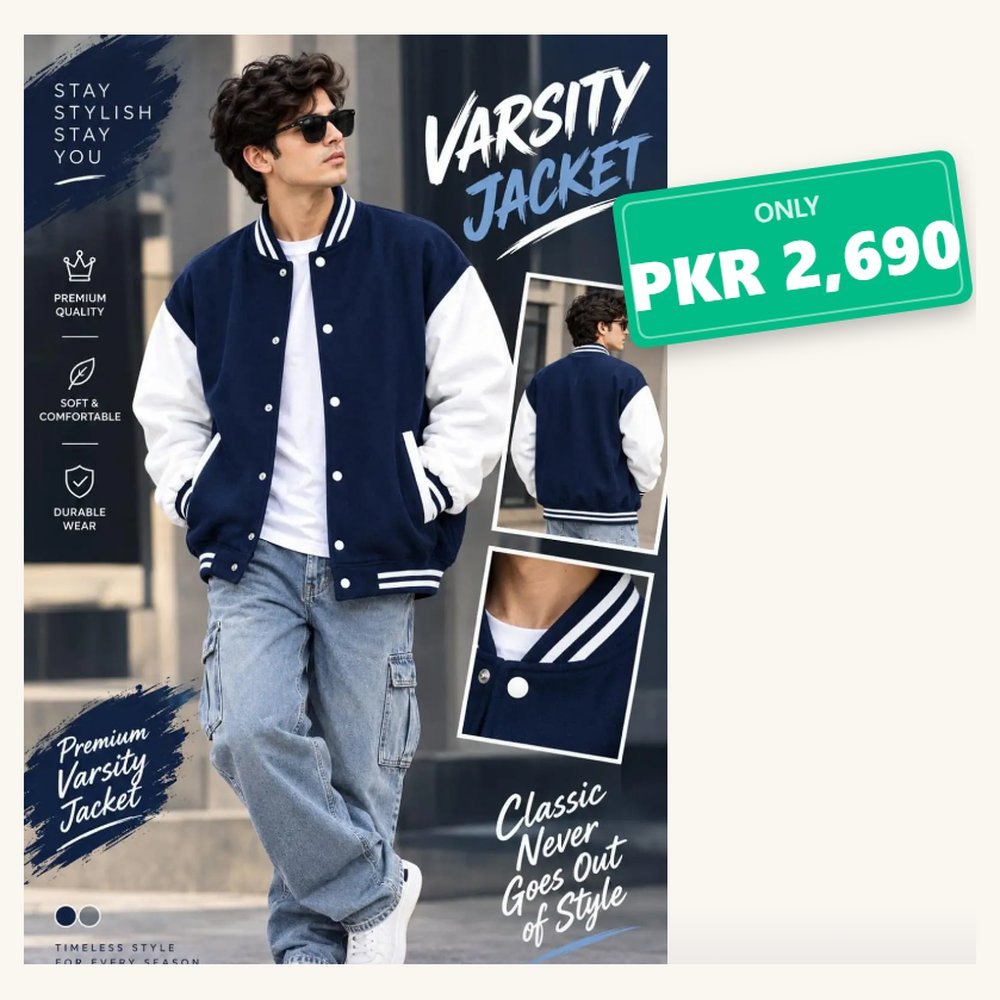 STAY
STYLISH
STAY
YOU
VARSITY
JACKET
ONLY
PKR 2,690
PREMIUM
QUALITY
SOFT &
COMFORTABLE
DURABLE
WEAR
Premium
Varsity
Jacket
Classic
Never
Goes Out
of Style
TIMELESS STYLE
FOR EVERY SEASON